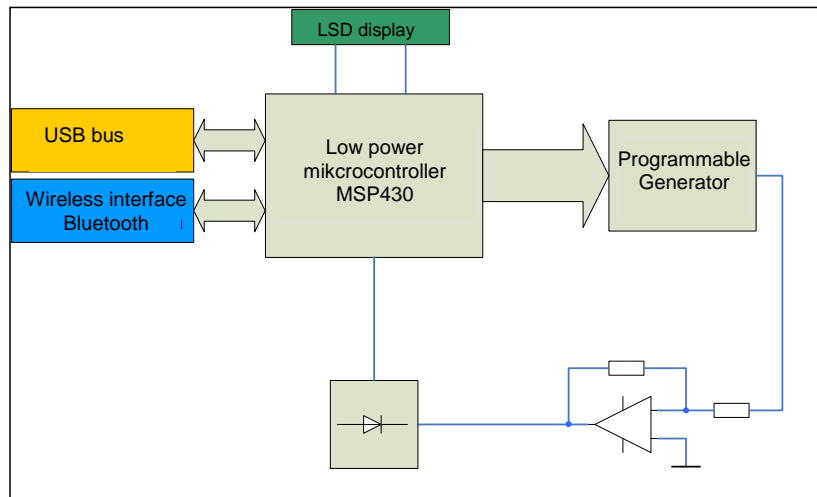 LSD display
USB bus
Low power
mikcrocontroller
MSP430
Programmable
Generator
Wireless interface
Bluetooth